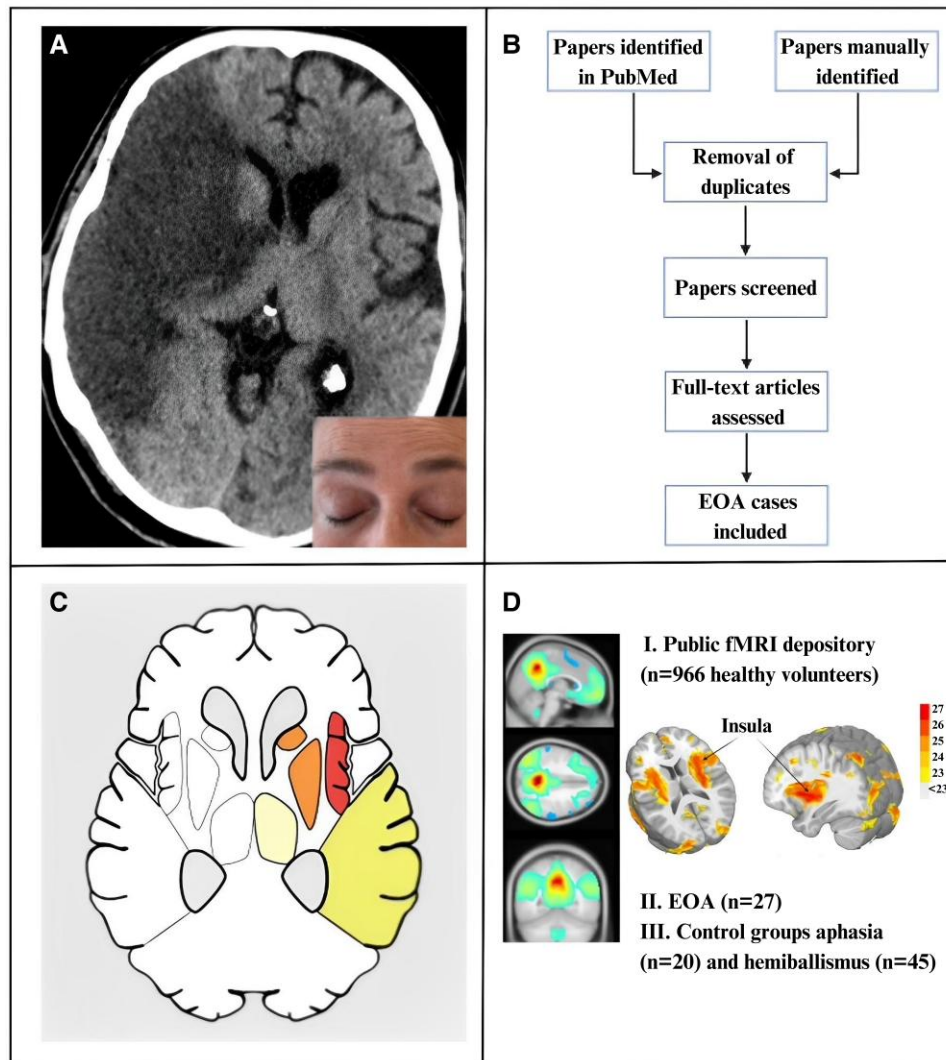 A
B
Papers identified
in PubMed
Papers manually
identified
Removal of
duplicates
Papers screened
Full-text articles
assessed
EOA cases
included
C
D
I. Public fMRI depository
(n=966 healthy volunteers)
Insula
27
26
25
24
23
<23
II. EOA (n=27)
III. Control groups aphasia
(n=20) and hemiballismus (n=45)